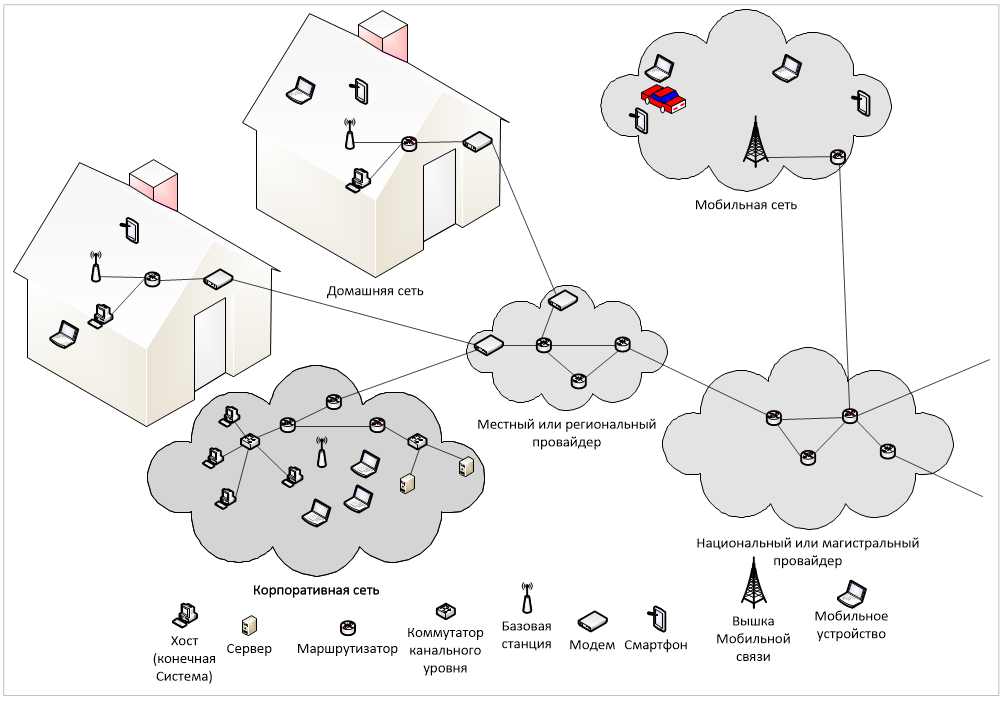 Мобильная сеть
Домашняя сеть
Местный или региональный
провайдер
Национальный или магистральный
провайдер
Корпоративная сеть
Хост
(конечная
Система)
Сервер
Маршрутизатор
Коммутатор
канального
уровня
Базовая
станция
Модем
Смартфон
Вышка
Мобильной
связи
Мобильное
устройство